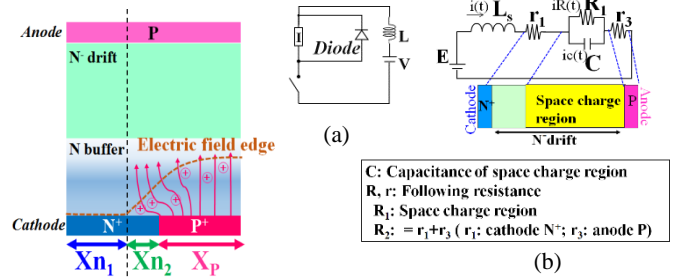 Anode
P
N- drift
N buffer
Electric field edge
Cathode
N+
P+
Xn1
Xn2
XP
I
Diode
L
V
(a)
i(t)
Ls
r1
iR(t)
R1
r3
ic(t)
C
E
Cathode
N+
Space charge
region
P
Anode
N-drift
C: Capacitance of space charge region
R, r: Following resistance
R1: Space charge region
R2: = r1+r3 ( r1: cathode N+; r3: anode P)
(b)